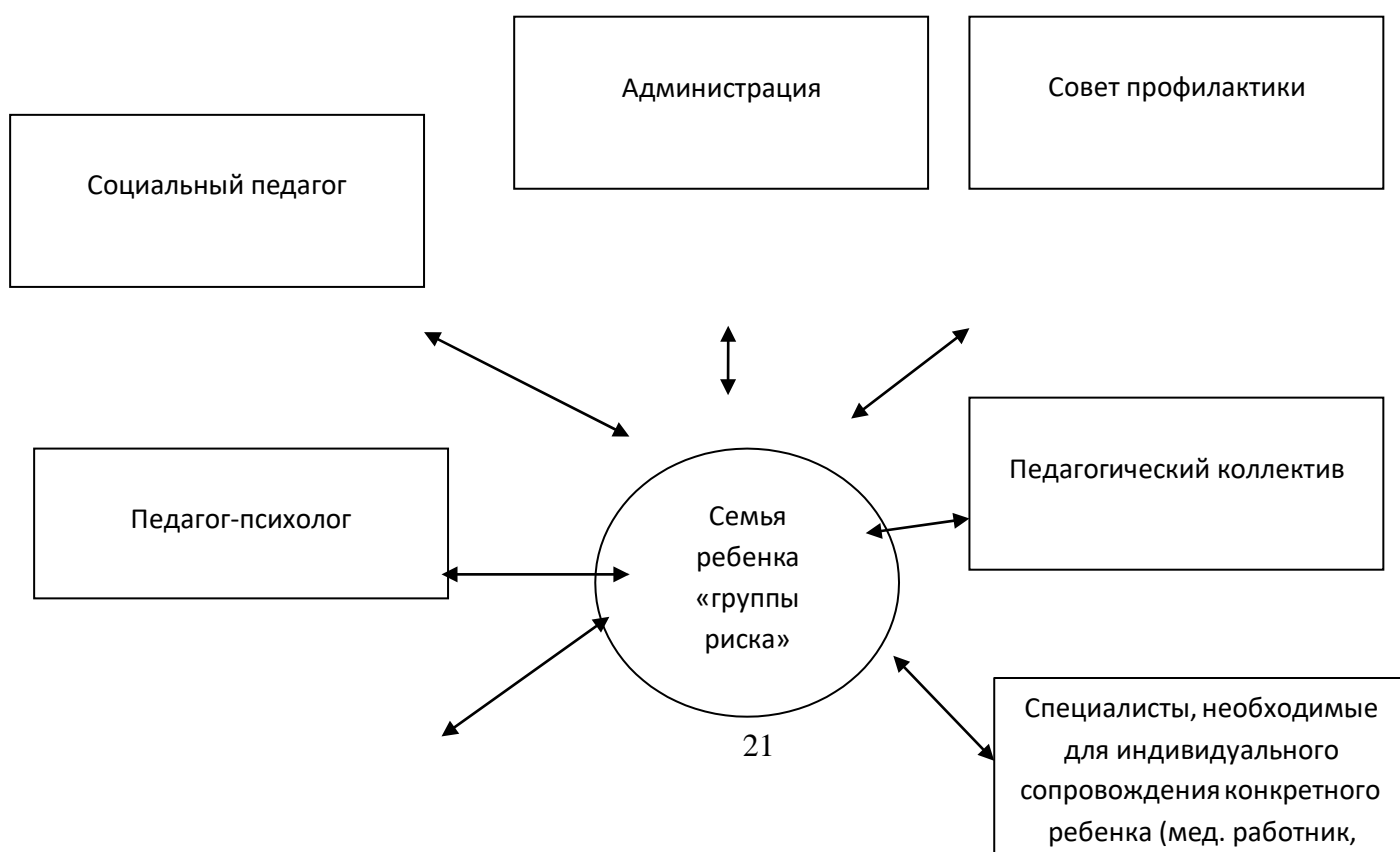 Администрация
Совет профилактики
Социальный педагог
Педагогический коллектив
Педагог-психолог
Семья
ребенка
«группы
риска»
Специалисты, необходимые
для индивидуального
сопровождения конкретного
ребенка (мед. работник,
21